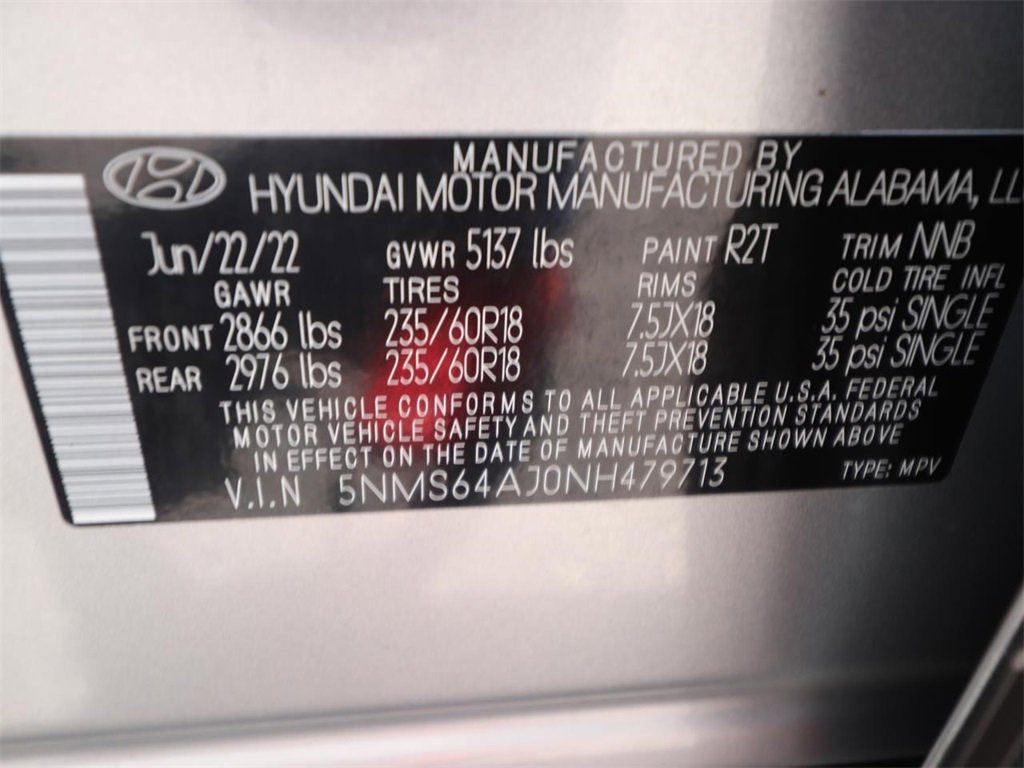 MANUFACTURED BY
HYUNDAI MOTOR MANUFACTURING ALABAMA, LL
Jun/22/22 GVWR 5137 lbs PAINT R2T TRIM NNB
GAWR TIRES RIMS COLD TIRE INFL
FRONT 2866 lbs 235/60R18 7.5JX18 35 psi SINGLE
REAR 2976 lbs 235/60R18 7.5JX18 35 psi SINGLE
THIS VEHICLE CONFORMS TO ALL APPLICABLE U.S.A. FEDERAL
MOTOR VEHICLE SAFETY AND THEFT PREVENTION STANDARDS
IN EFFECT ON THE DATE OF MANUFACTURE SHOWN ABOVE
V.I.N 5NMS64AJ0NH479713 TYPE: MPV